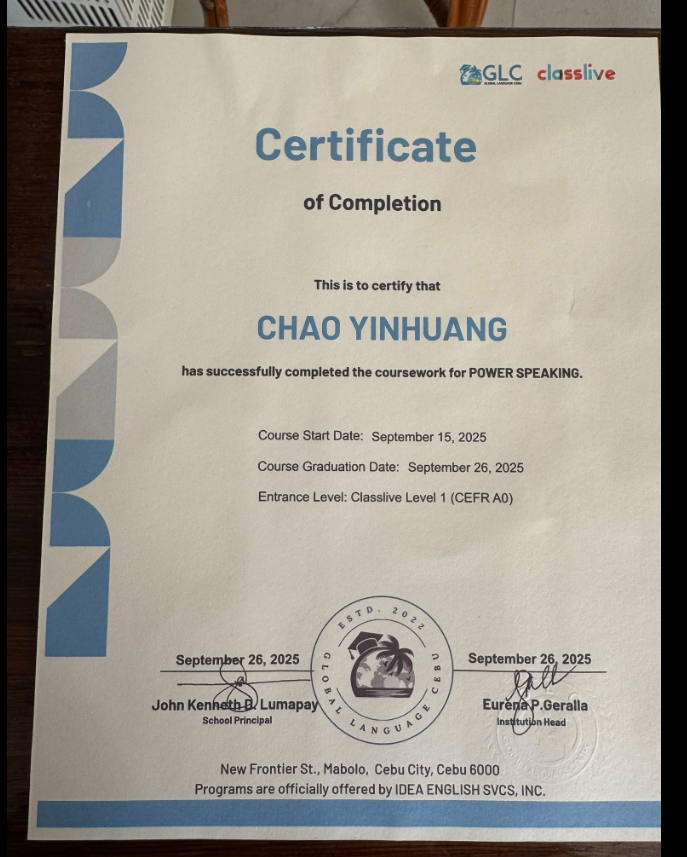 GLC classlive
GLOBAL LANGUAGE CEBU
Certificate
of Completion
This is to certify that
CHAO YINHUANG
has successfully completed the coursework for POWER SPEAKING.
Course Start Date: September 15, 2025
Course Graduation Date: September 26, 2025
Entrance Level: Classlive Level 1 (CEFR A0)
ESTD. 2022
GLOBAL LANGUAGE CEBU
September 26, 2025
John Kenneth D. Lumapay
School Principal
September 26, 2025
Eurena P.Geralla
Institution Head
New Frontier St., Mabolo, Cebu City, Cebu 6000
Programs are officially offered by IDEA ENGLISH SVCS, INC.